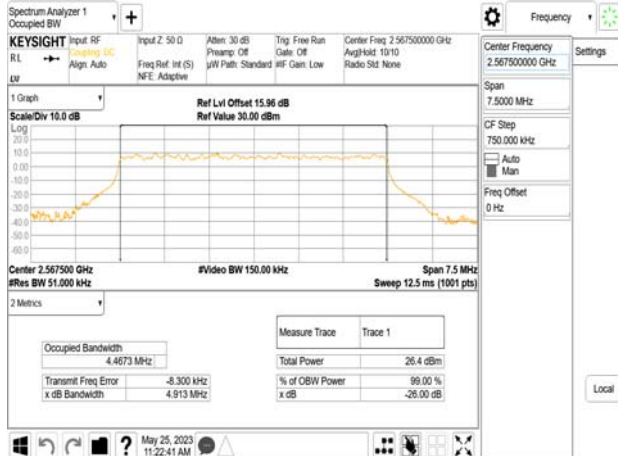 Spectrum Analyzer 1
Occupied BW
Frequency
KEYSIGHT
RL
Input: RF
Coupling: DC
Align: Auto
Input Z: 50 Ω
Freq Ref: Int (S)
NFE: Adaptive
Atten: 30 dB
Preamp: Off
µW Path: Standard
Trig: Free Run
Gate: Off
#IF Gain: Low
Center Freq: 2.567500000 GHz
Avg|Hold: 10/10
Radio Std: None
Center Frequency
2.567500000 GHz
Settings
Span
7.5000 MHz
CF Step
750.000 kHz
Auto
Man
Freq Offset
0 Hz
1 Graph
Scale/Div 10.0 dB
Ref Lvl Offset 15.96 dB
Ref Value 30.00 dBm
Log
20.0
10.0
0.00
-10.0
-20.0
-30.0
-40.0
-50.0
-60.0
Center 2.567500 GHz
#Res BW 51.000 kHz
#Video BW 150.00 kHz
Span 7.5 MHz
Sweep 12.5 ms (1001 pts)
2 Metrics
Measure Trace Trace 1
Occupied Bandwidth
4.4673 MHz
Total Power 26.4 dBm
Transmit Freq Error -8.300 kHz
% of OBW Power 99.00 %
x dB Bandwidth 4.913 MHz
x dB -26.00 dB
Local
May 25, 2023
11:22:41 AM